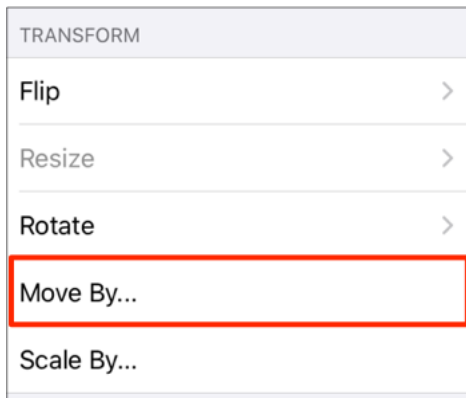 TRANSFORM
Flip
Resize
Rotate
Move By...
Scale By...